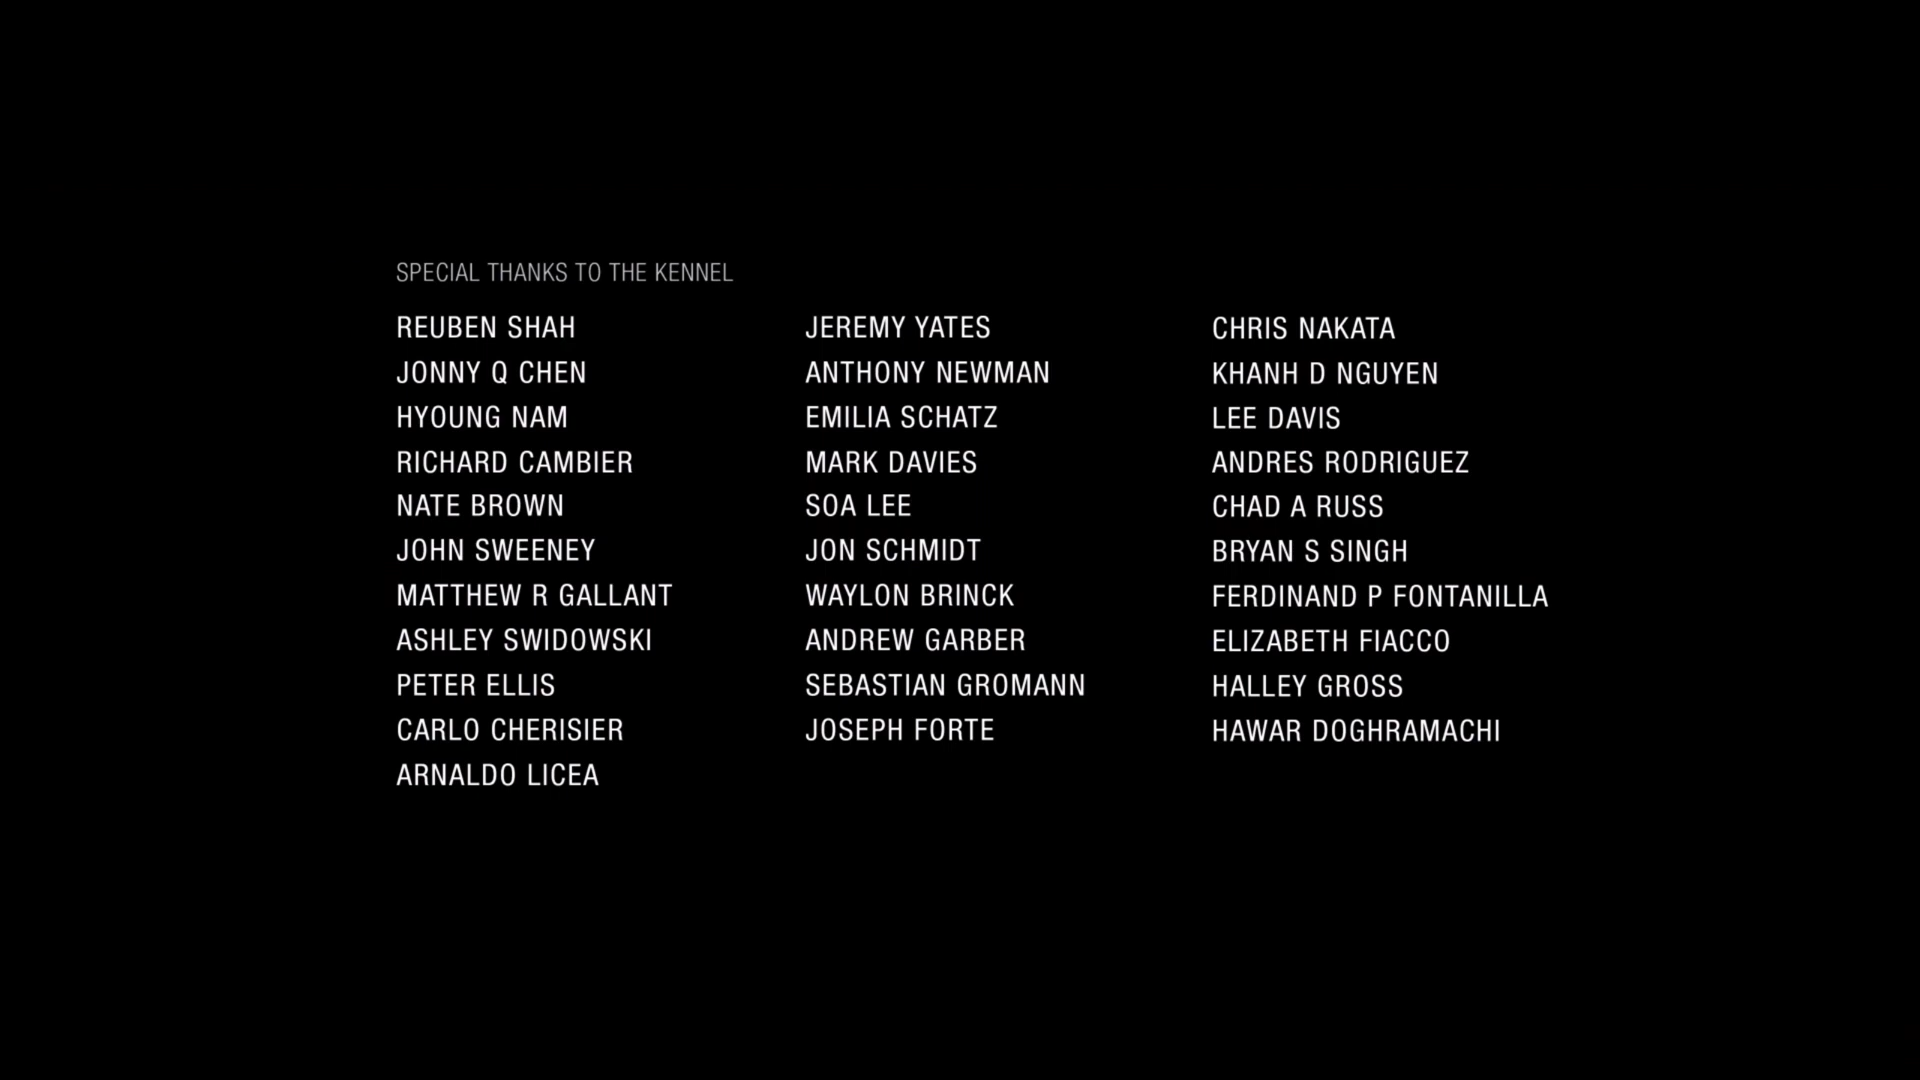 SPECIAL THANKS TO THE KENNEL
REUBEN SHAH
JONNY Q CHEN
HYOUNG NAM
RICHARD CAMBIER
NATE BROWN
JOHN SWEENEY
MATTHEW R GALLANT
ASHLEY SWIDOWSKI
PETER ELLIS
CARLO CHERISIER
ARNALDO LICEA
JEREMY YATES
ANTHONY NEWMAN
EMILIA SCHATZ
MARK DAVIES
SOA LEE
JON SCHMIDT
WAYLON BRINCK
ANDREW GARBER
SEBASTIAN GROMANN
JOSEPH FORTE
CHRIS NAKATA
KHANH D NGUYEN
LEE DAVIS
ANDRES RODRIGUEZ
CHAD A RUSS
BRYAN S SINGH
FERDINAND P FONTANILLA
ELIZABETH FIACCO
HALLEY GROSS
HAWAR DOGHRAMACHI